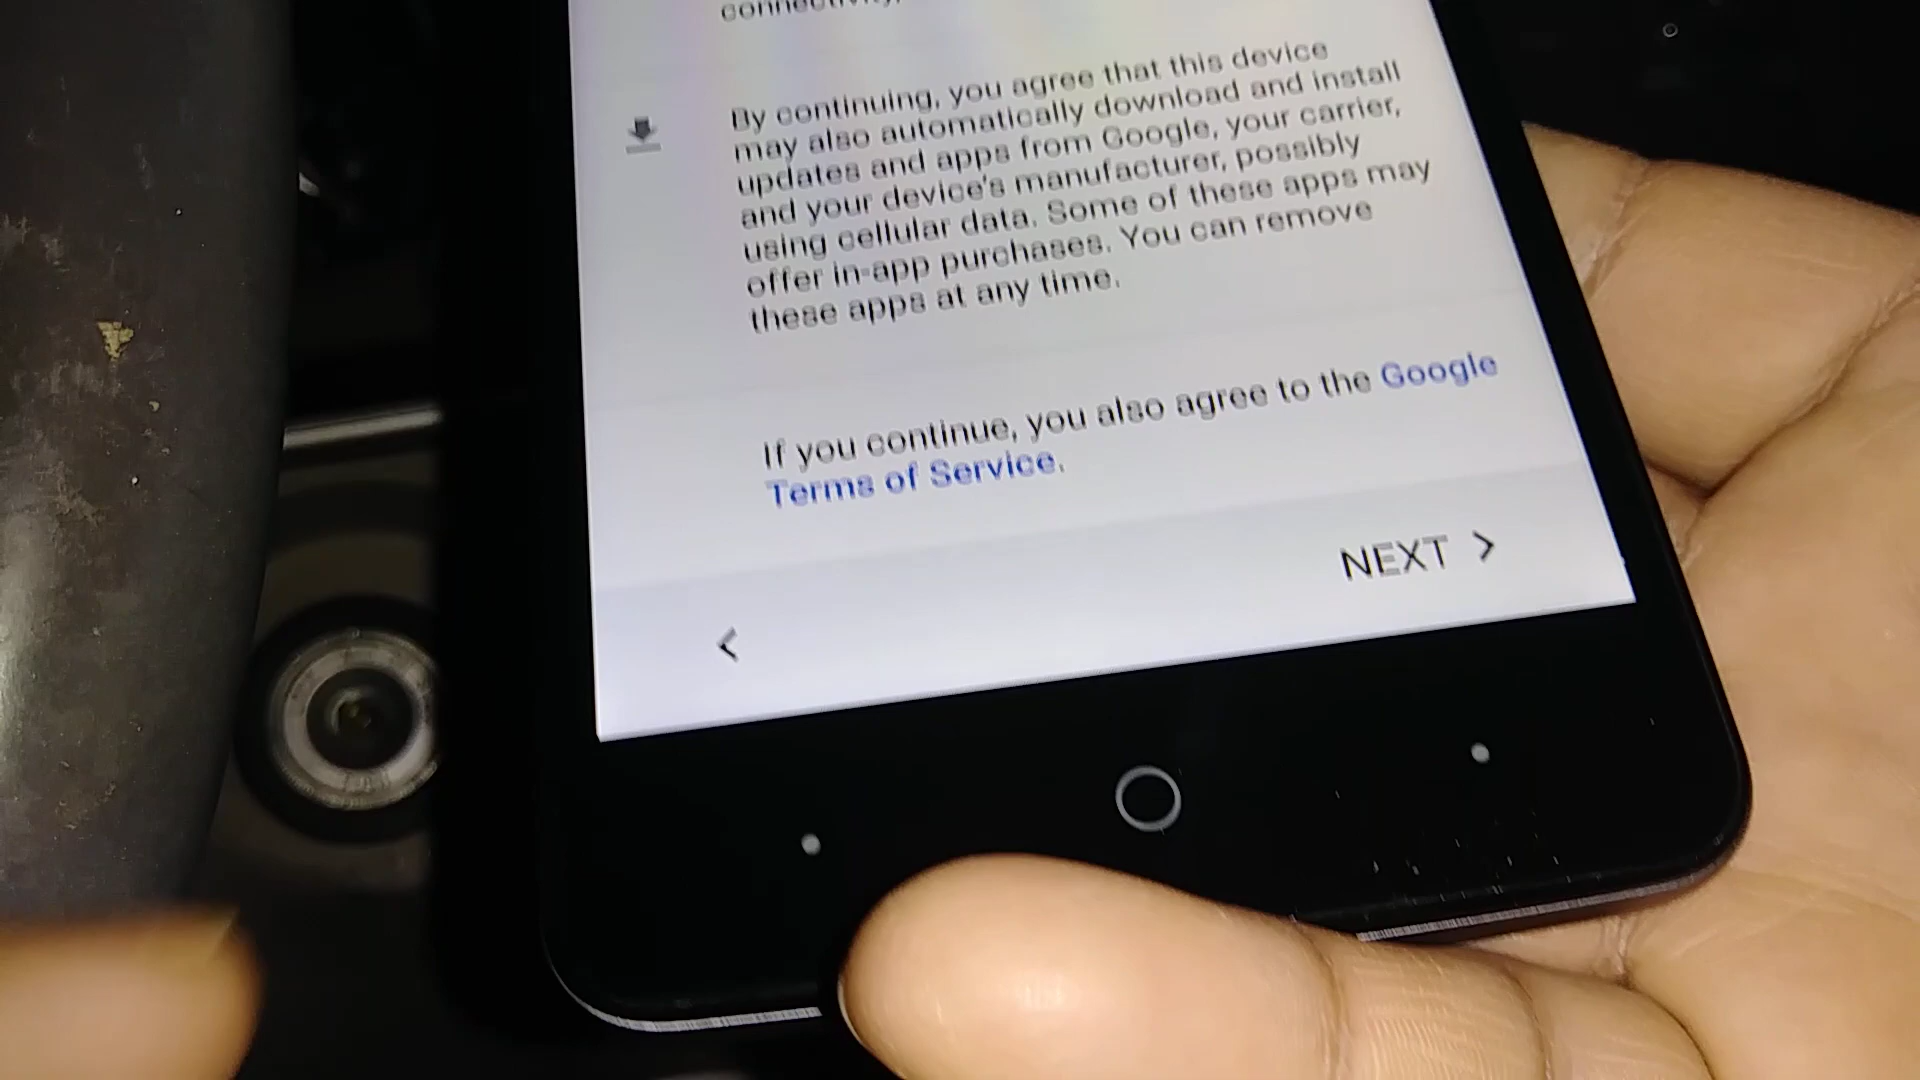 connectivity.
By continuing, you agree that this device
may also automatically download and install
updates and apps from Google, your carrier,
and your device's manufacturer, possibly
using cellular data. Some of these apps may
offer in-app purchases. You can remove
these apps at any time.
If you continue, you also agree to the Google
Terms of Service.
NEXT